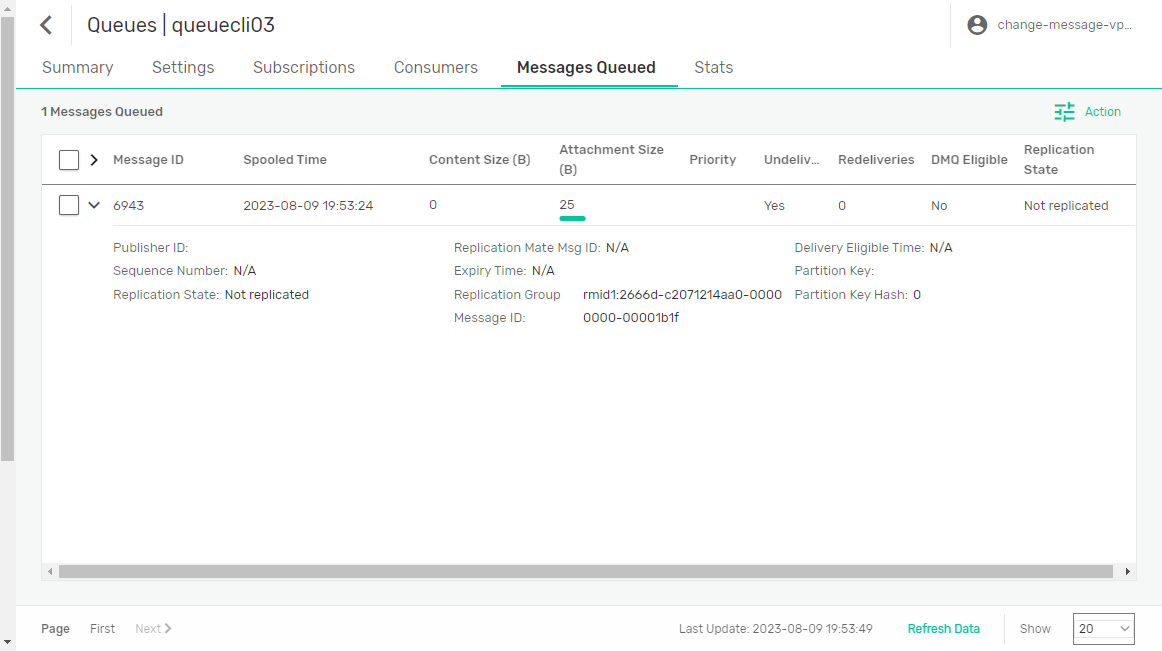 Queues | queuecli03
change-message-vp...
Summary Settings Subscriptions Consumers Messages Queued Stats
1 Messages Queued
Action
Message ID Spooled Time Content Size (B) Attachment Size (B) Priority Undeliv... Redeliveries DMQ Eligible Replication State
6943 2023-08-09 19:53:24 0 25 Yes 0 No Not replicated
Publisher ID: Replication Mate Msg ID: N/A Delivery Eligible Time: N/A
Sequence Number: N/A Expiry Time: N/A Partition Key:
Replication State: Not replicated Replication Group rmid1:2666d-c2071214aa0-0000 Partition Key Hash: 0
Message ID: 0000-00001b1f
Page First Next Last Update: 2023-08-09 19:53:49 Refresh Data Show 20